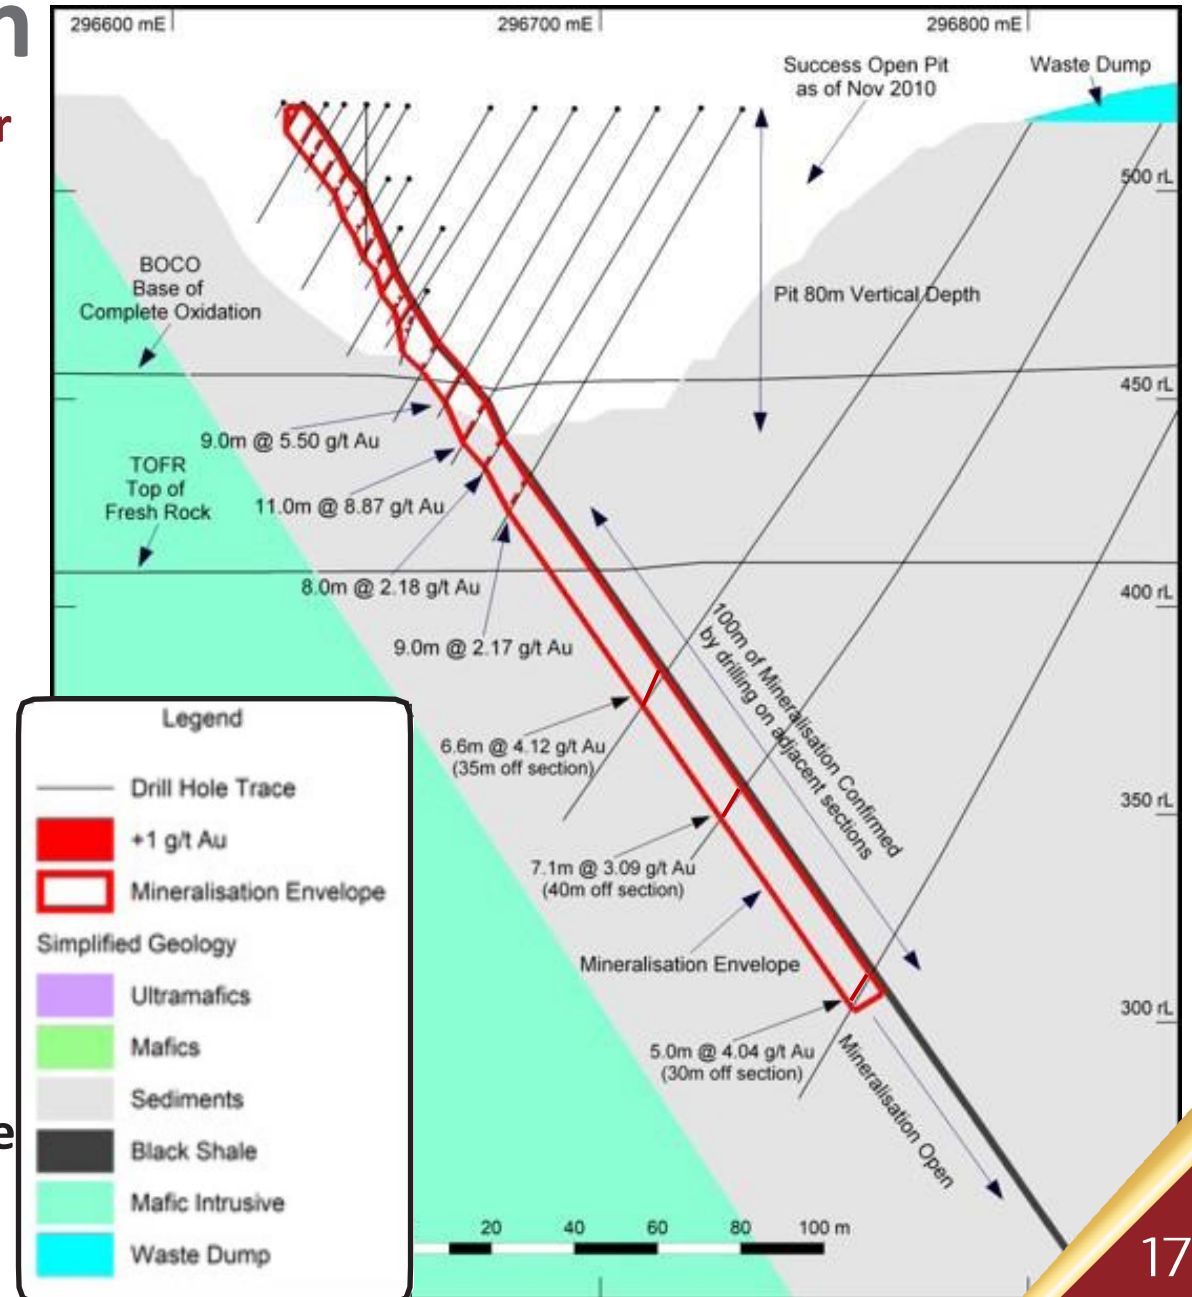 n
r
e
296600 mE
296700 mE
296800 mE
Success Open Pit
as of Nov 2010
Waste Dump
500 rL
BOCO
Base of
Complete Oxidation
Pit 80m Vertical Depth
450 rL
9.0m @ 5.50 g/t Au
TOFR
Top of
Fresh Rock
11.0m @ 8.87 g/t Au
8.0m @ 2.18 g/t Au
400 rL
9.0m @ 2.17 g/t Au
100m of Mineralisation Confirmed
by drilling on adjacent sections
6.6m @ 4.12 g/t Au
(35m off section)
350 rL
7.1m @ 3.09 g/t Au
(40m off section)
Mineralisation Envelope
300 rL
5.0m @ 4.04 g/t Au
(30m off section)
Mineralisation Open
Legend
Drill Hole Trace
+1 g/t Au
Mineralisation Envelope
Simplified Geology
Ultramafics
Mafics
Sediments
Black Shale
Mafic Intrusive
Waste Dump
20 40 60 80 100 m
17